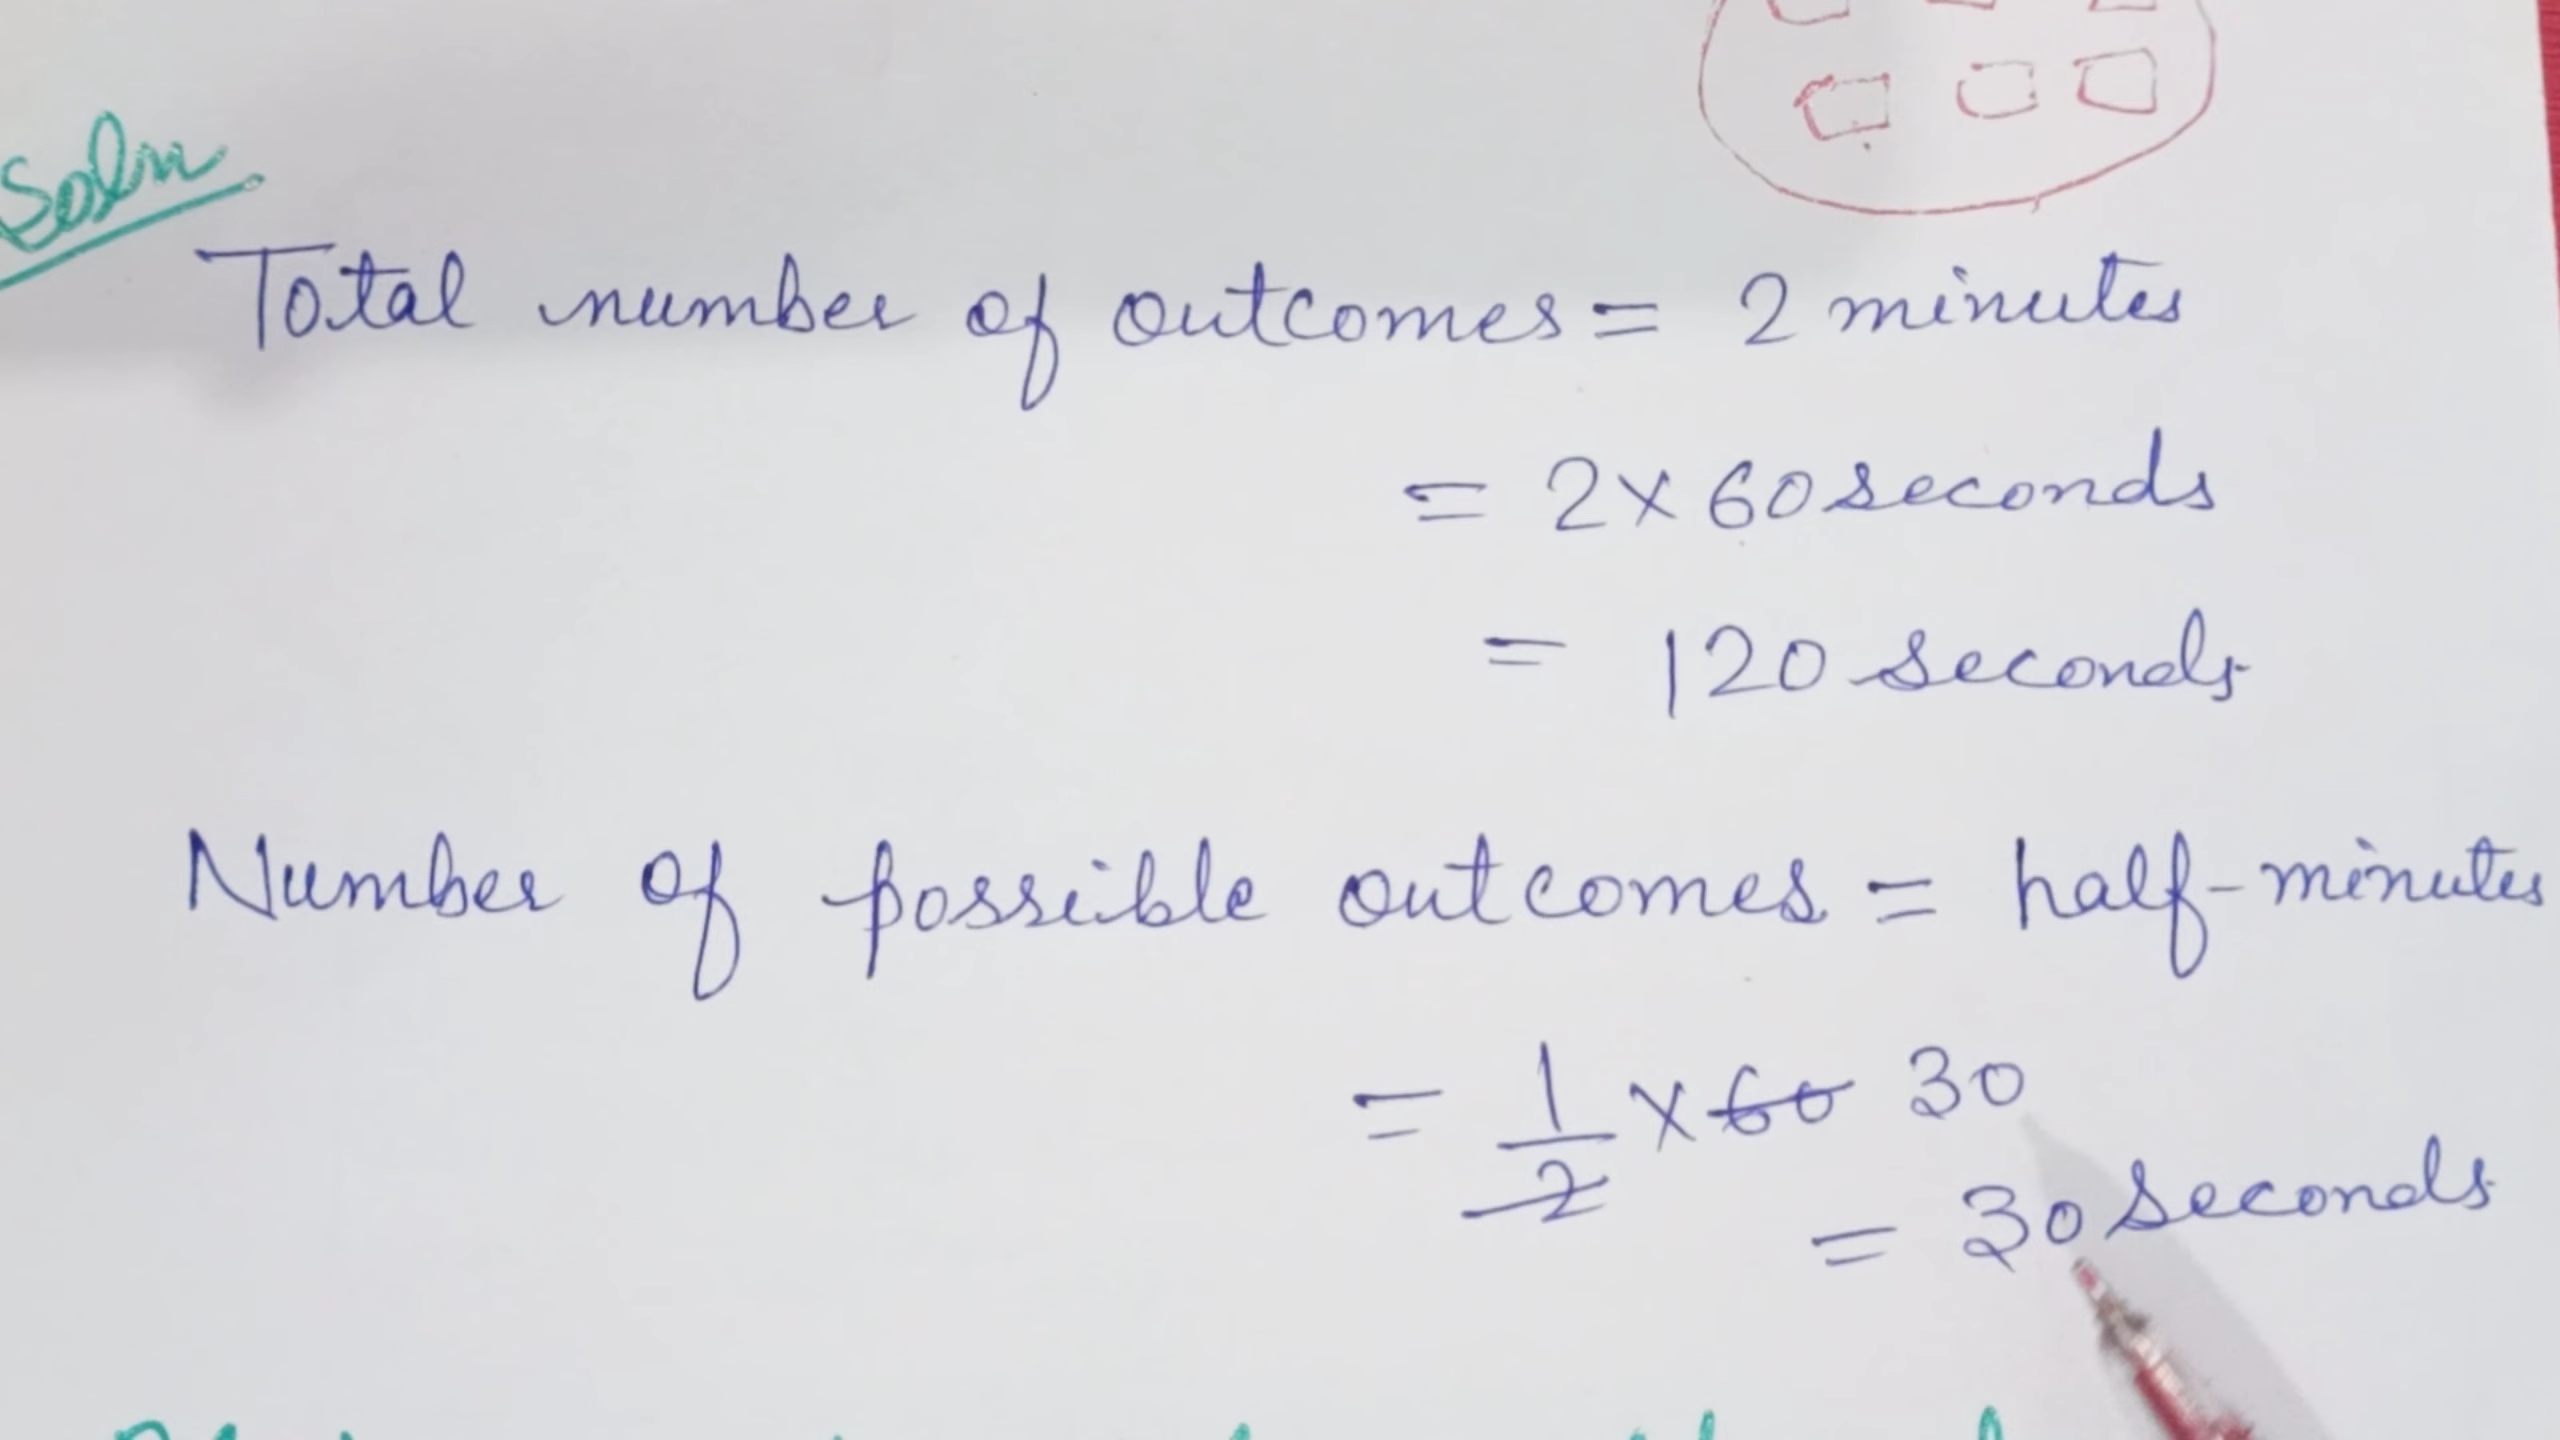 Soln
Total number of outcomes = 2 minutes
= 2 x 60 seconds
= 120 seconds
Number of possible outcomes = half-minutes
= 1/2 x 60 30
= 30 seconds